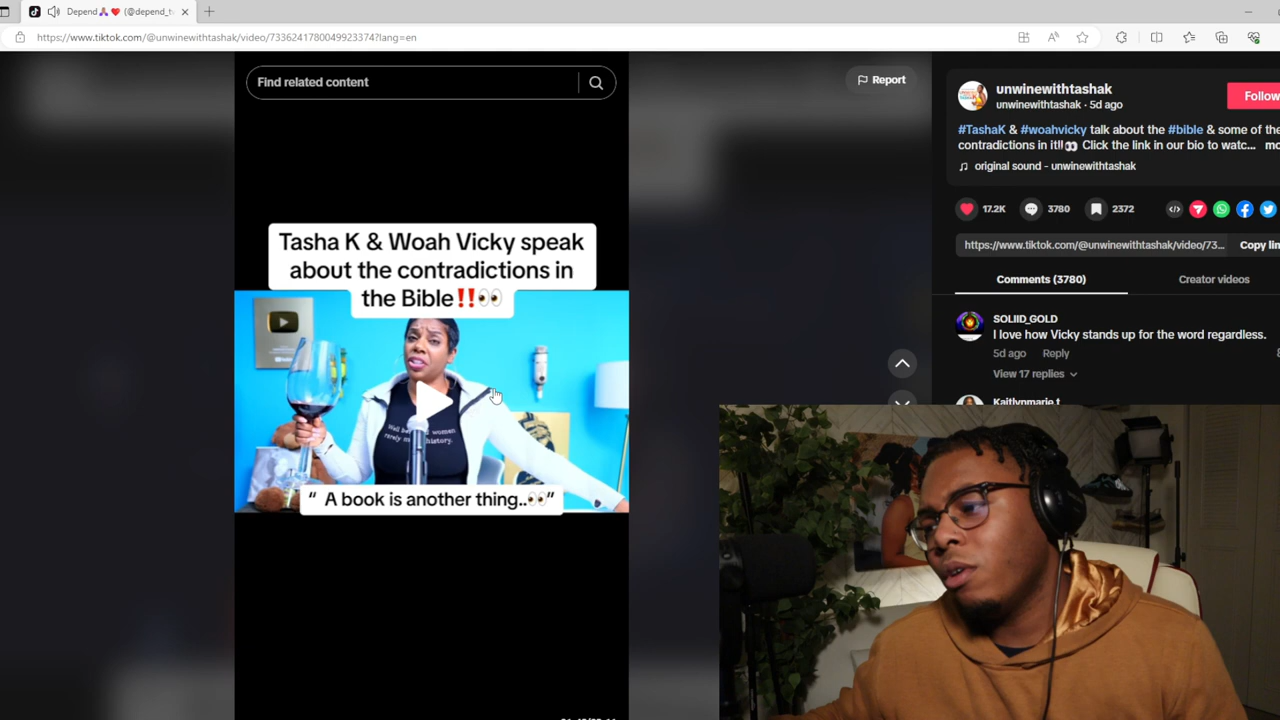 Depend🙏🏽❤️ (@depend_t
https://www.tiktok.com/@unwinewithtashak/video/7336241780049923374?lang=en
Find related content
Report
Tasha K & Woah Vicky speak
about the contradictions in
the Bible‼️👀
“ A book is another thing..👀”
unwinewithtashak
unwinewithtashak · 5d ago
Follow
#TashaK & #woahvicky talk about the #bible & some of the
contradictions in it!!👀 Click the link in our bio to watc... mo
♫ original sound - unwinewithtashak
17.2K
3780
2372
https://www.tiktok.com/@unwinewithtashak/video/73...
Copy lin
Comments (3780)
Creator videos
SOLIID_GOLD
I love how Vicky stands up for the word regardless.
5d ago
Reply
View 17 replies
Kaitlynmarie.t